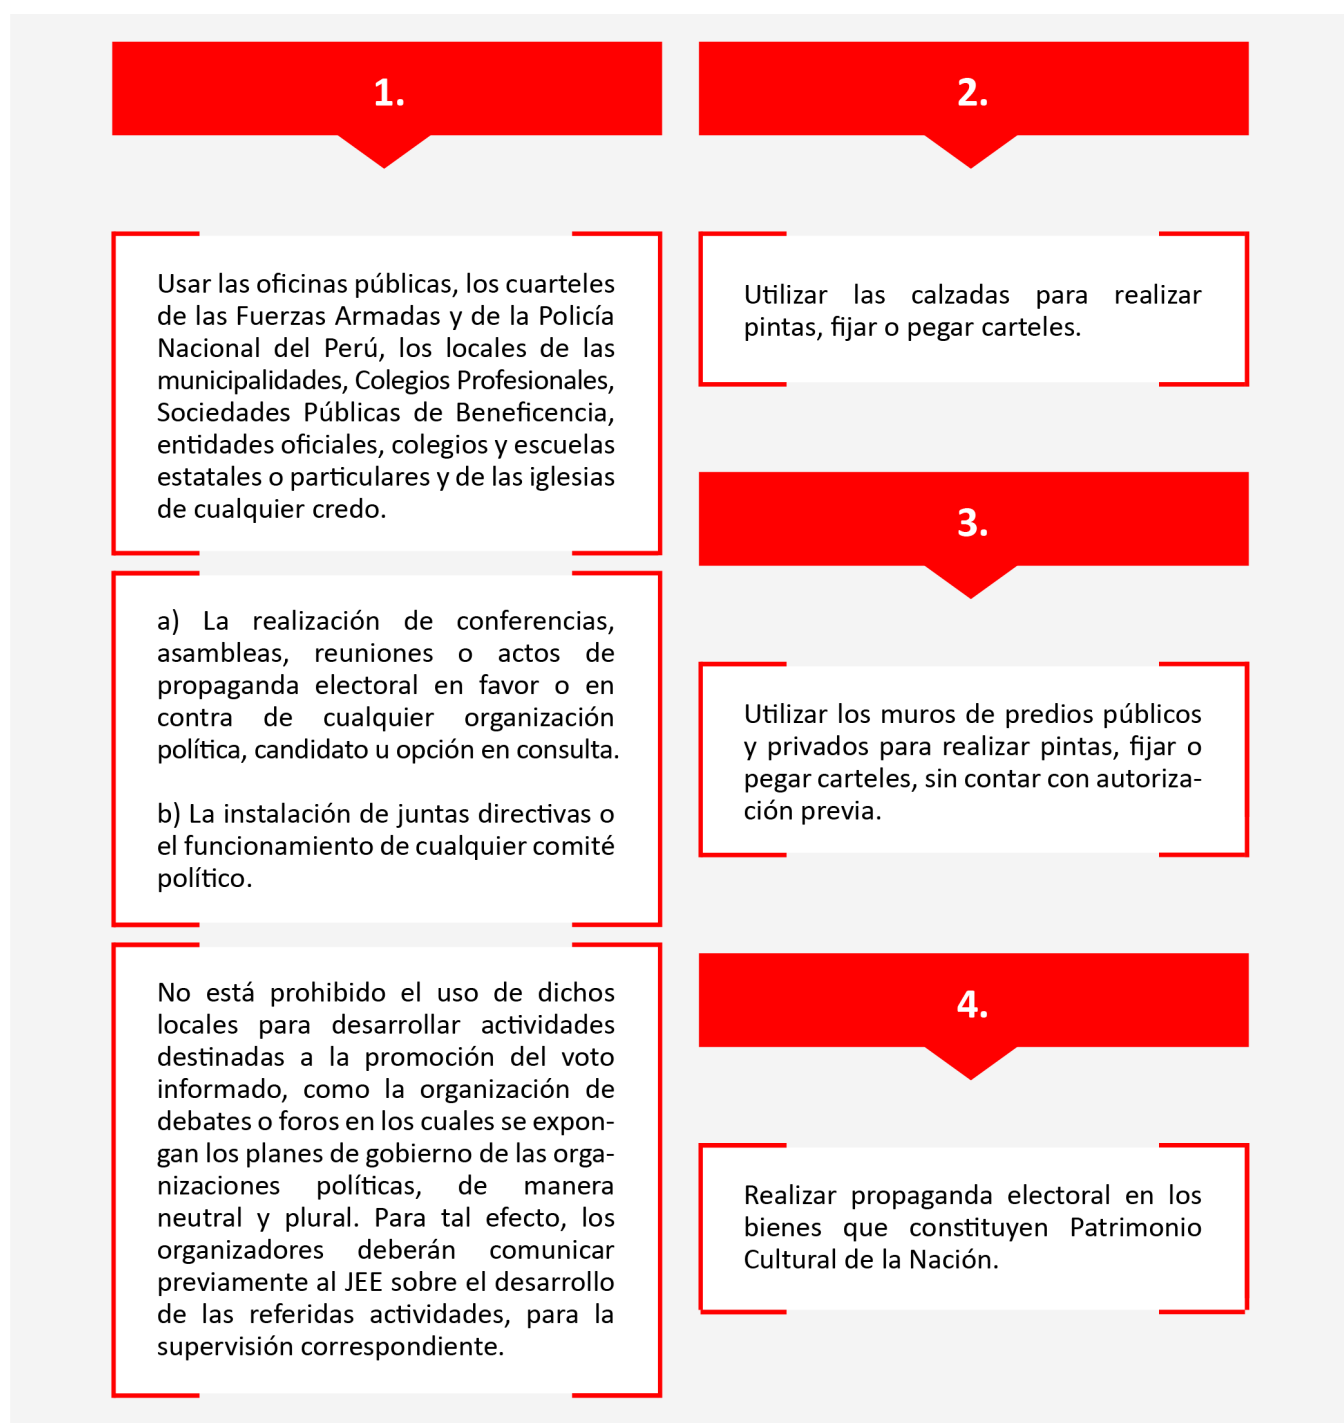 1.
Usar las oficinas públicas, los cuarteles
de las Fuerzas Armadas y de la Policía
Nacional del Perú, los locales de las
municipalidades, Colegios Profesionales,
Sociedades Públicas de Beneficencia,
entidades oficiales, colegios y escuelas
estatales o particulares y de las iglesias
de cualquier credo.
a) La realización de conferencias,
asambleas, reuniones o actos de
propaganda electoral en favor o en
contra de cualquier organización
política, candidato u opción en consulta.
b) La instalación de juntas directivas o
el funcionamiento de cualquier comité
político.
No está prohibido el uso de dichos
locales para desarrollar actividades
destinadas a la promoción del voto
informado, como la organización de
debates o foros en los cuales se expon-
gan los planes de gobierno de las orga-
nizaciones políticas, de manera
neutral y plural. Para tal efecto, los
organizadores deberán comunicar
previamente al JEE sobre el desarrollo
de las referidas actividades, para la
supervisión correspondiente.
2.
Utilizar las calzadas para realizar
pintas, fijar o pegar carteles.
3.
Utilizar los muros de predios públicos
y privados para realizar pintas, fijar o
pegar carteles, sin contar con autoriza-
ción previa.
4.
Realizar propaganda electoral en los
bienes que constituyen Patrimonio
Cultural de la Nación.